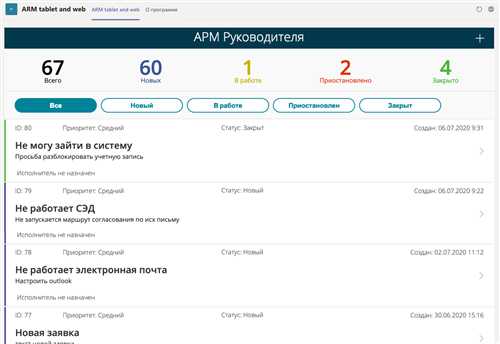 ARM tablet and web ARM tablet and web О программе
АРМ Руководителя +
67 60 1 2 4
Всего Новых В работе Приостановлено Закрыто
Все Новый В работе Приостановлен Закрыт
ID: 80 Приоритет: Средний Статус: Закрыт Создан: 06.07.2020 9:31
Не могу зайти в систему
Просьба разблокировать учетную запись
Исполнитель не назначен
ID: 79 Приоритет: Средний Статус: Новый Создан: 06.07.2020 9:22
Не работает СЭД
Не запускается маршрут согласования по исх письму
Исполнитель не назначен
ID: 78 Приоритет: Средний Статус: Новый Создан: 02.07.2020 11:12
Не работает электронная почта
Настроить outlook
Исполнитель не назначен
ID: 77 Приоритет: Средний Статус: Новый Создан: 30.06.2020 15:16
Новая заявка
текст новой заявки